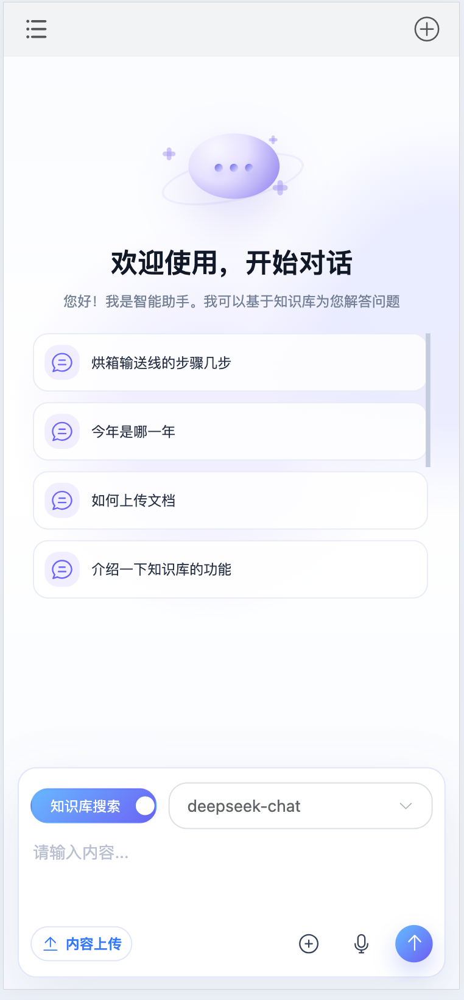 欢迎使用，开始对话
您好！我是智能助手。我可以基于知识库为您解答问题
烘箱输送线的步骤几步
今年是哪一年
如何上传文档
介绍一下知识库的功能
知识库搜索
deepseek-chat
请输入内容...
内容上传